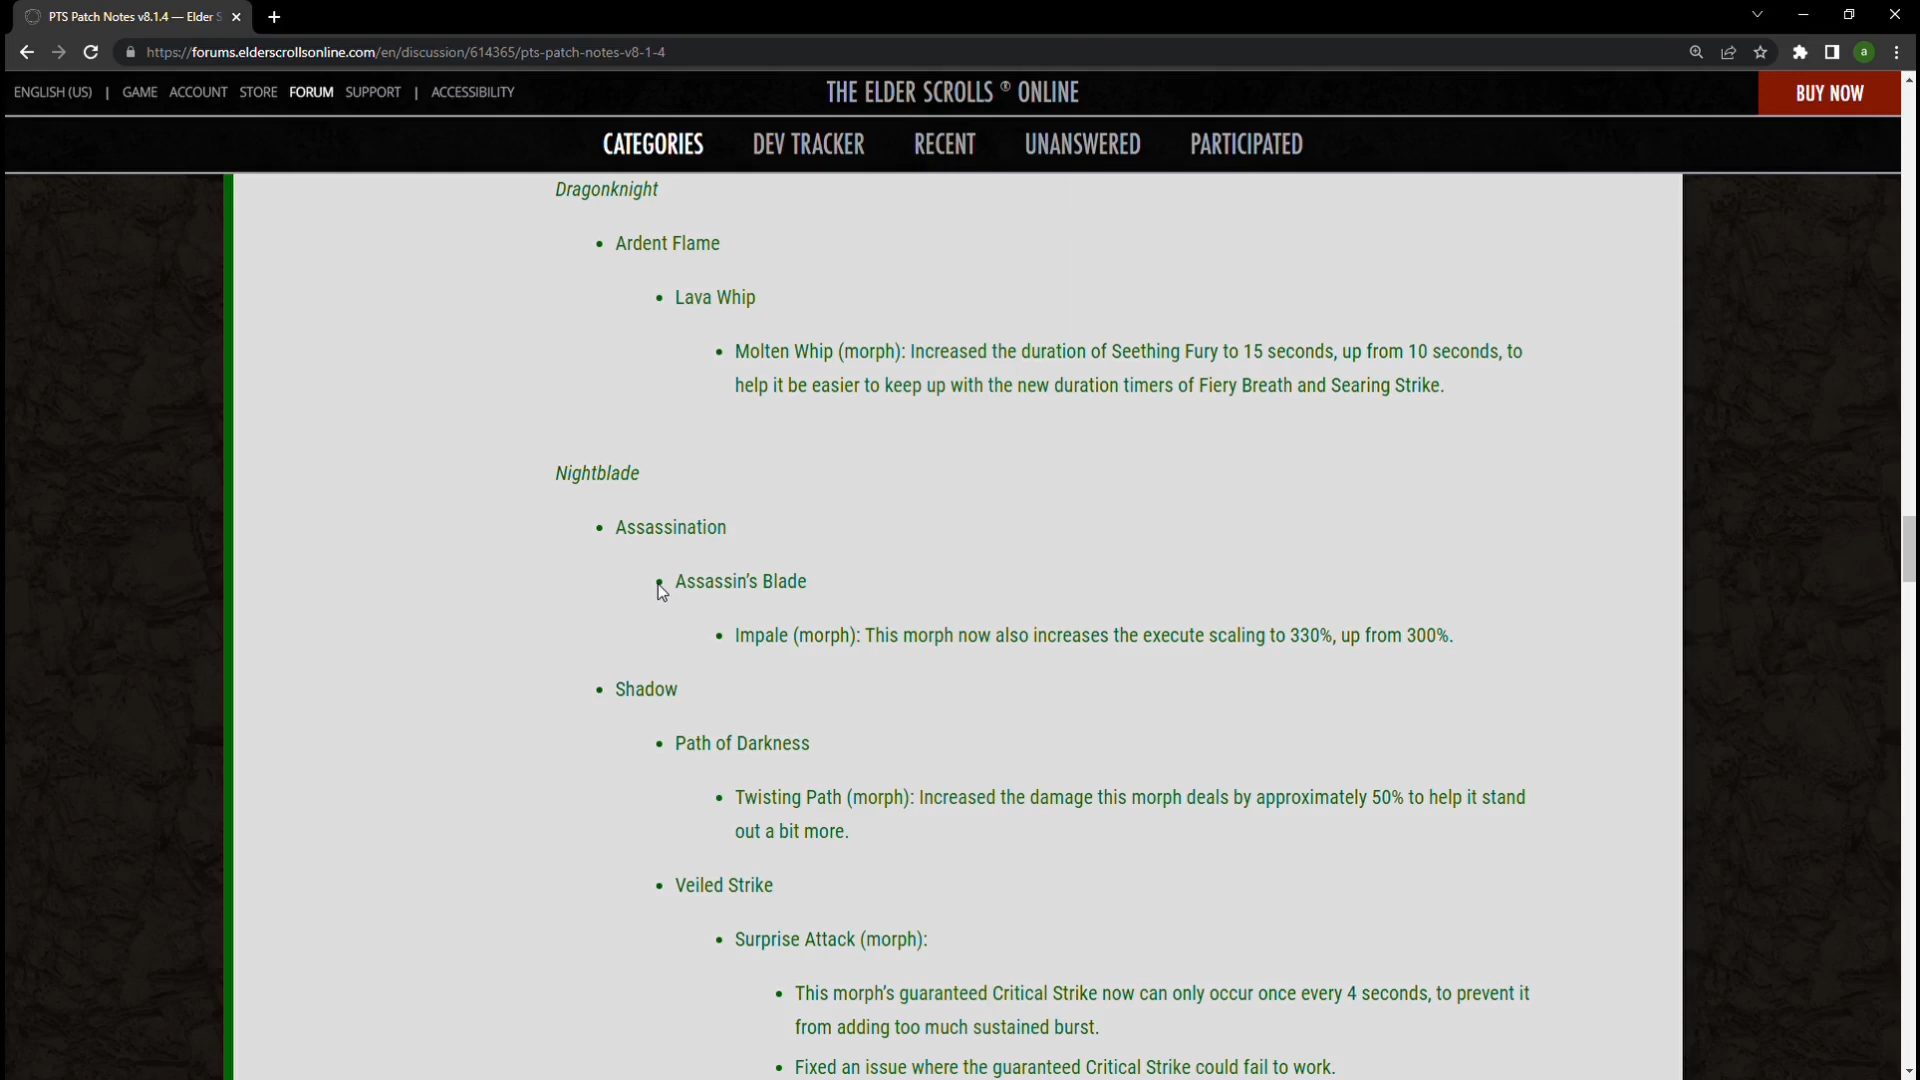 PTS Patch Notes v8.1.4 — Elder S
https://forums.elderscrollsonline.com/en/discussion/614365/pts-patch-notes-v8-1-4
a
ENGLISH (US) | GAME ACCOUNT STORE FORUM SUPPORT | ACCESSIBILITY
THE ELDER SCROLLS ® ONLINE
BUY NOW
CATEGORIES DEV TRACKER RECENT UNANSWERED PARTICIPATED
Dragonknight
• Ardent Flame
• Lava Whip
• Molten Whip (morph): Increased the duration of Seething Fury to 15 seconds, up from 10 seconds, to
help it be easier to keep up with the new duration timers of Fiery Breath and Searing Strike.
Nightblade
• Assassination
• Assassin's Blade
• Impale (morph): This morph now also increases the execute scaling to 330%, up from 300%.
• Shadow
• Path of Darkness
• Twisting Path (morph): Increased the damage this morph deals by approximately 50% to help it stand
out a bit more.
• Veiled Strike
• Surprise Attack (morph):
• This morph's guaranteed Critical Strike now can only occur once every 4 seconds, to prevent it
from adding too much sustained burst.
• Fixed an issue where the guaranteed Critical Strike could fail to work.